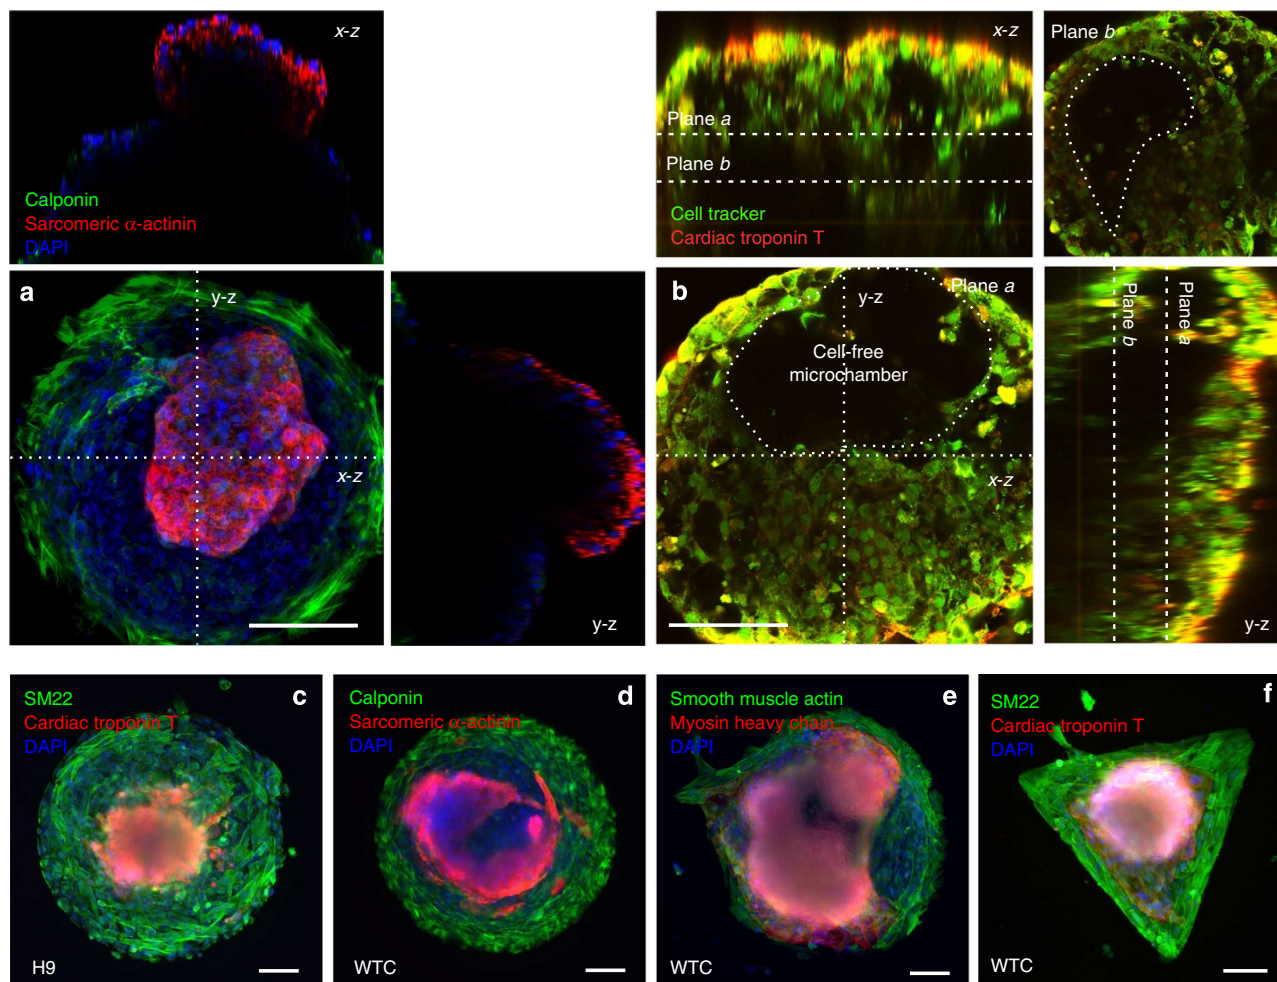 x-z
Calponin
Sarcomeric α-actinin
DAPI
a
y-z
x-z
y-z
x-z
Plane a
Plane b
Cell tracker
Cardiac troponin T
Plane b
b
y-z
Plane a
Cell-free
microchamber
x-z
Plane b
Plane a
y-z
c
SM22
Cardiac troponin T
DAPI
H9
d
Calponin
Sarcomeric α-actinin
DAPI
WTC
e
Smooth muscle actin
Myosin heavy chain
DAPI
WTC
f
SM22
Cardiac troponin T
DAPI
WTC